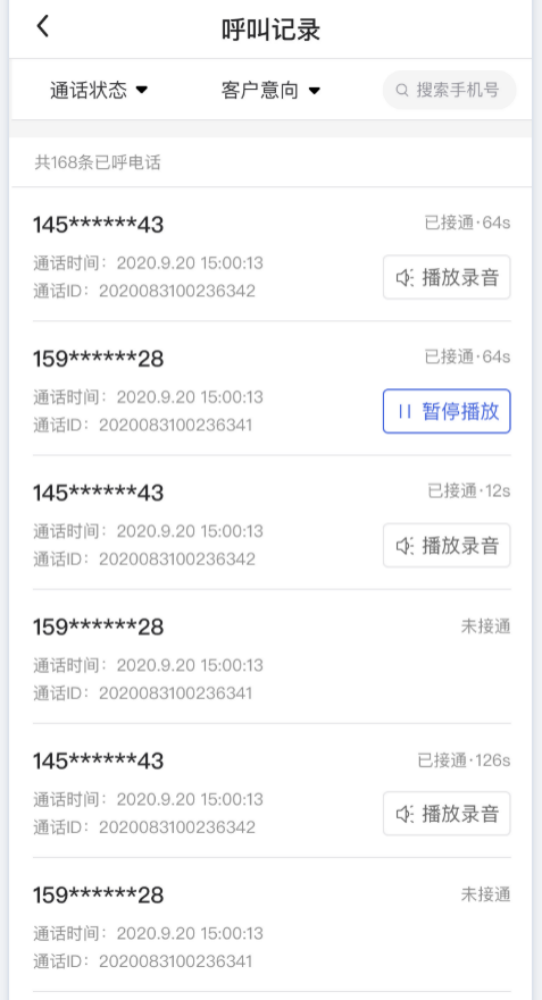 呼叫记录
通话状态 客户意向 搜索手机号
共168条已呼电话
145******43 已接通·64s
通话时间：2020.9.20 15:00:13
通话ID：2020083100236342 播放录音
159******28 已接通·64s
通话时间：2020.9.20 15:00:13
通话ID：2020083100236341 暂停播放
145******43 已接通·12s
通话时间：2020.9.20 15:00:13
通话ID：2020083100236342 播放录音
159******28 未接通
通话时间：2020.9.20 15:00:13
通话ID：2020083100236341
145******43 已接通·126s
通话时间：2020.9.20 15:00:13
通话ID：2020083100236342 播放录音
159******28 未接通
通话时间：2020.9.20 15:00:13
通话ID：2020083100236341